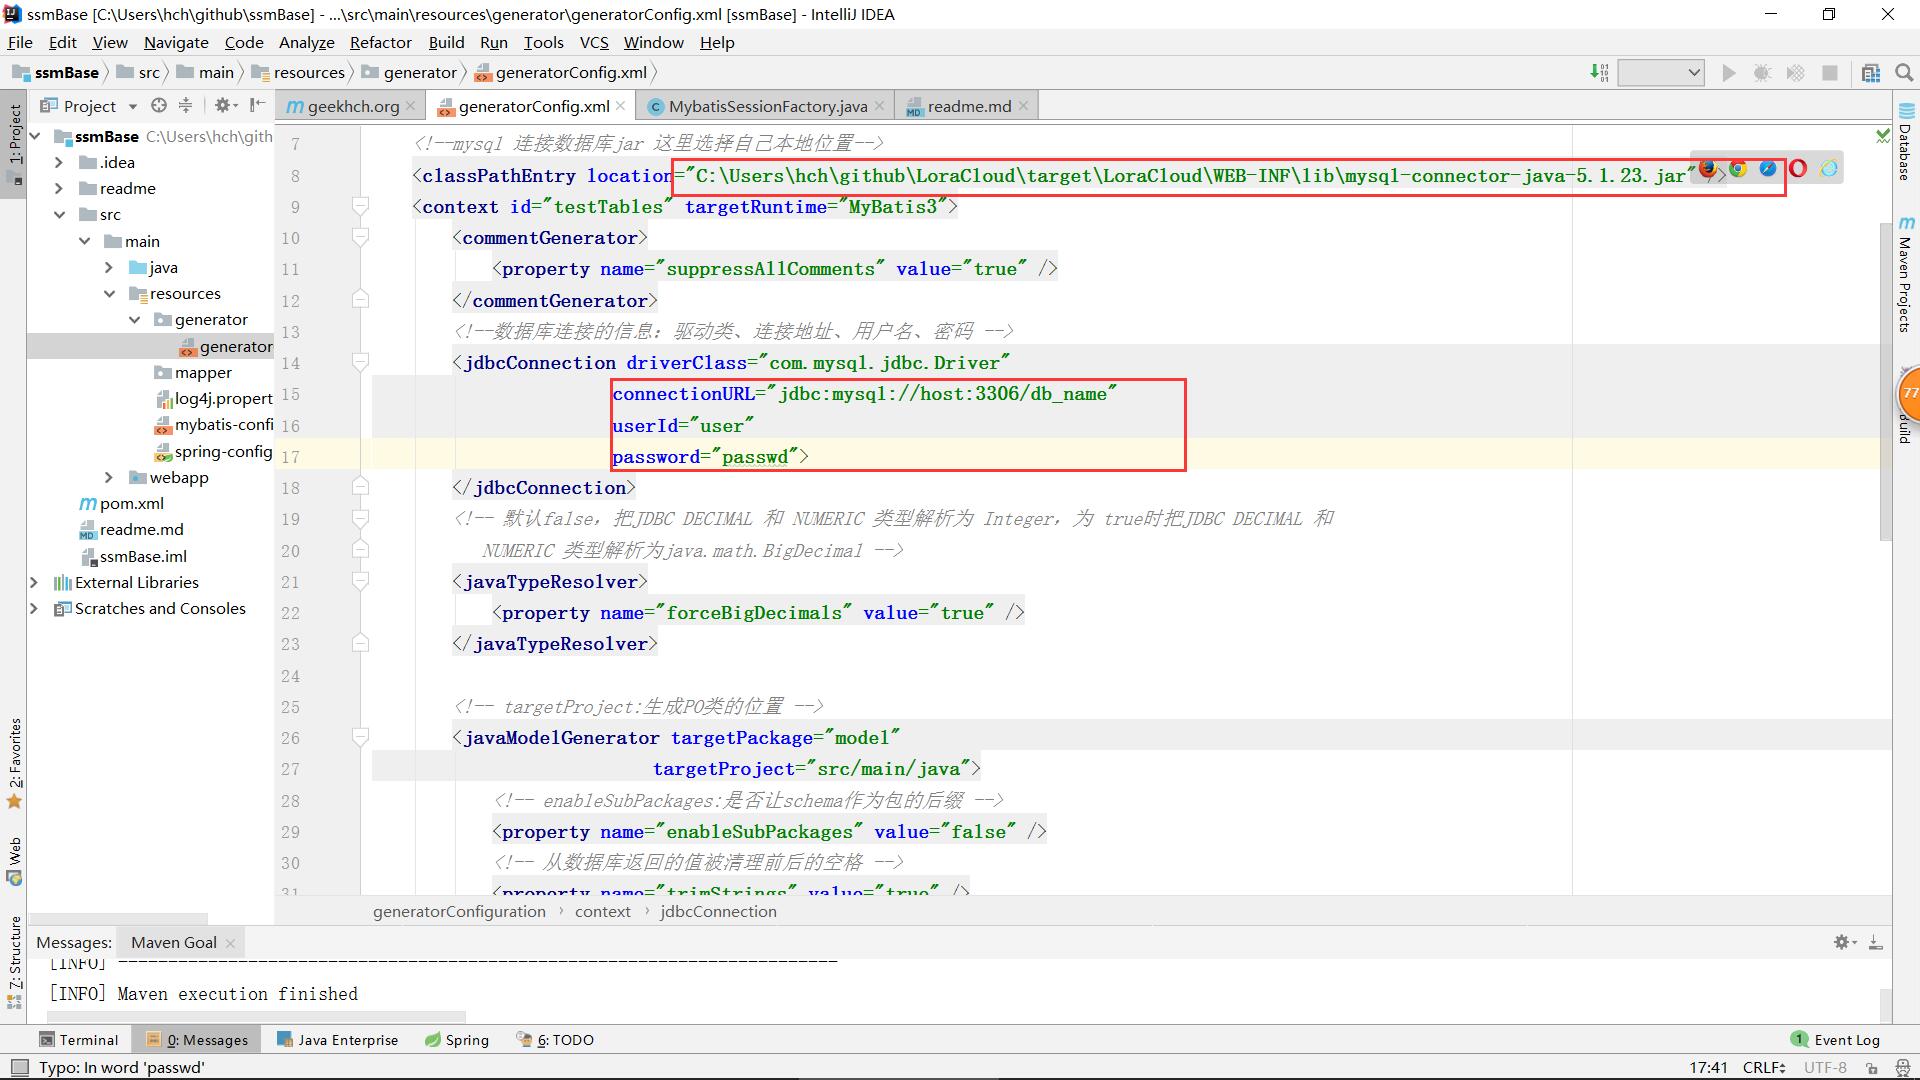 ssmBase [C:\Users\hch\github\ssmBase] - ...\src\main\resources\generator\generatorConfig.xml [ssmBase] - IntelliJ IDEA
File Edit View Navigate Code Analyze Refactor Build Run Tools VCS Window Help
ssmBase src main resources generator generatorConfig.xml
Project
geekhch.org generatorConfig.xml MybatisSessionFactory.java readme.md
1: Project
2: Favorites
Web
7: Structure
ssmBase C:\Users\hch\gith
.idea
readme
src
main
java
resources
generator
generator
mapper
log4j.propert
mybatis-confi
spring-config
webapp
pom.xml
readme.md
ssmBase.iml
External Libraries
Scratches and Consoles
7 <!--mysql 连接数据库jar 这里选择自己本地位置-->
8 <classPathEntry location="C:\Users\hch\github\LoraCloud\target\LoraCloud\WEB-INF\lib\mysql-connector-java-5.1.23.jar" />
9 <context id="testTables" targetRuntime="MyBatis3">
10 <commentGenerator>
11 <property name="suppressAllComments" value="true" />
12 </commentGenerator>
13 <!--数据库连接的信息：驱动类、连接地址、用户名、密码 -->
14 <jdbcConnection driverClass="com.mysql.jdbc.Driver"
15 connectionURL="jdbc:mysql://host:3306/db_name"
16 userId="user"
17 password="passwd">
18 </jdbcConnection>
19 <!-- 默认false，把JDBC DECIMAL 和 NUMERIC 类型解析为 Integer，为 true时把JDBC DECIMAL 和
20 NUMERIC 类型解析为java.math.BigDecimal -->
21 <javaTypeResolver>
22 <property name="forceBigDecimals" value="true" />
23 </javaTypeResolver>
24
25 <!-- targetProject:生成PO类的位置 -->
26 <javaModelGenerator targetPackage="model"
27 targetProject="src/main/java">
28 <!-- enableSubPackages:是否让schema作为包的后缀 -->
29 <property name="enableSubPackages" value="false" />
30 <!-- 从数据库返回的值被清理前后的空格 -->
31 <property name="trimStrings" value="true" />
generatorConfiguration › context › jdbcConnection
Database
Maven Projects
77
Messages: Maven Goal
[INFO] ------------------------------------------------------------------------
[INFO] Maven execution finished
Terminal 0: Messages Java Enterprise Spring 6: TODO 1 Event Log
Typo: In word 'passwd' 17:41 CRLF UTF-8